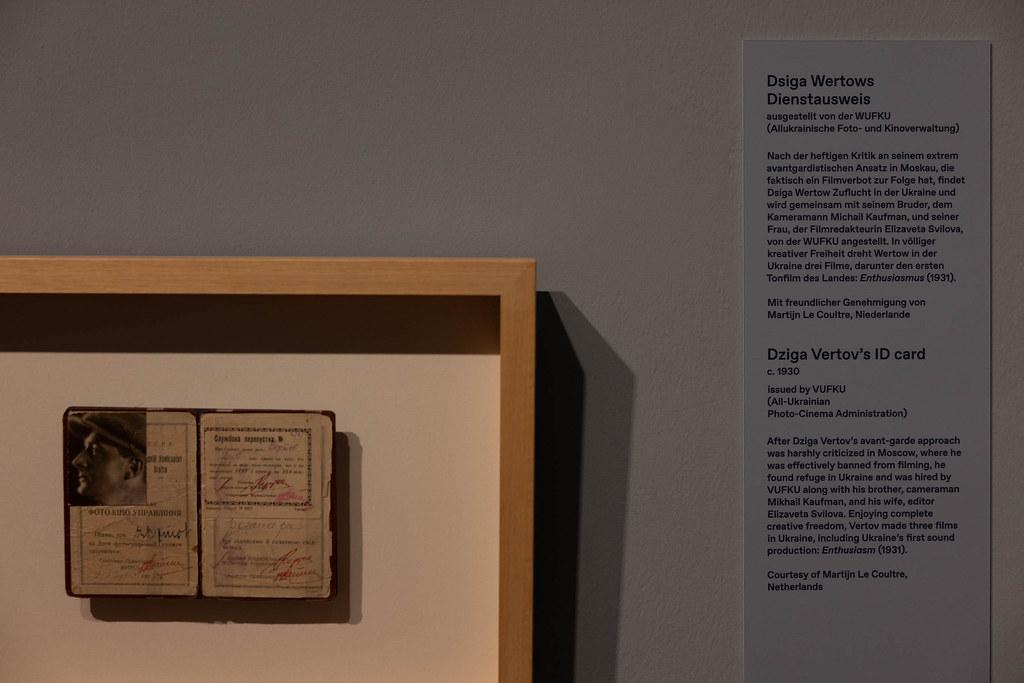 Dsiga Wertows
Dienstausweis
ausgestellt von der WUFKU
(Allukrainische Foto- und Kinoverwaltung)
Nach der heftigen Kritik an seinem extrem
avantgardistischen Ansatz in Moskau, die
faktisch ein Filmverbot zur Folge hat, findet
Dsiga Wertow Zuflucht in der Ukraine und
wird gemeinsam mit seinem Bruder, dem
Kameramann Michail Kaufman, und seiner
Frau, der Filmredakteurin Elizaveta Svilova,
von der WUFKU angestellt. In völliger
kreativer Freiheit dreht Wertow in der
Ukraine drei Filme, darunter den ersten
Tonfilm des Landes: Enthusiasmus (1931).
Mit freundlicher Genehmigung von
Martijn Le Coultre, Niederlande
Dziga Vertov's ID card
c. 1930
issued by VUFKU
(All-Ukrainian
Photo-Cinema Administration)
After Dziga Vertov's avant-garde approach
was harshly criticized in Moscow, where he
was effectively banned from filming, he
found refuge in Ukraine and was hired by
VUFKU along with his brother, cameraman
Mikhail Kaufman, and his wife, editor
Elizaveta Svilova. Enjoying complete
creative freedom, Vertov made three films
in Ukraine, including Ukraine's first sound
production: Enthusiasm (1931).
Courtesy of Martijn Le Coultre,
Netherlands
ФОТО КІНО УПРАВЛІННЯ
Службова перепустка №